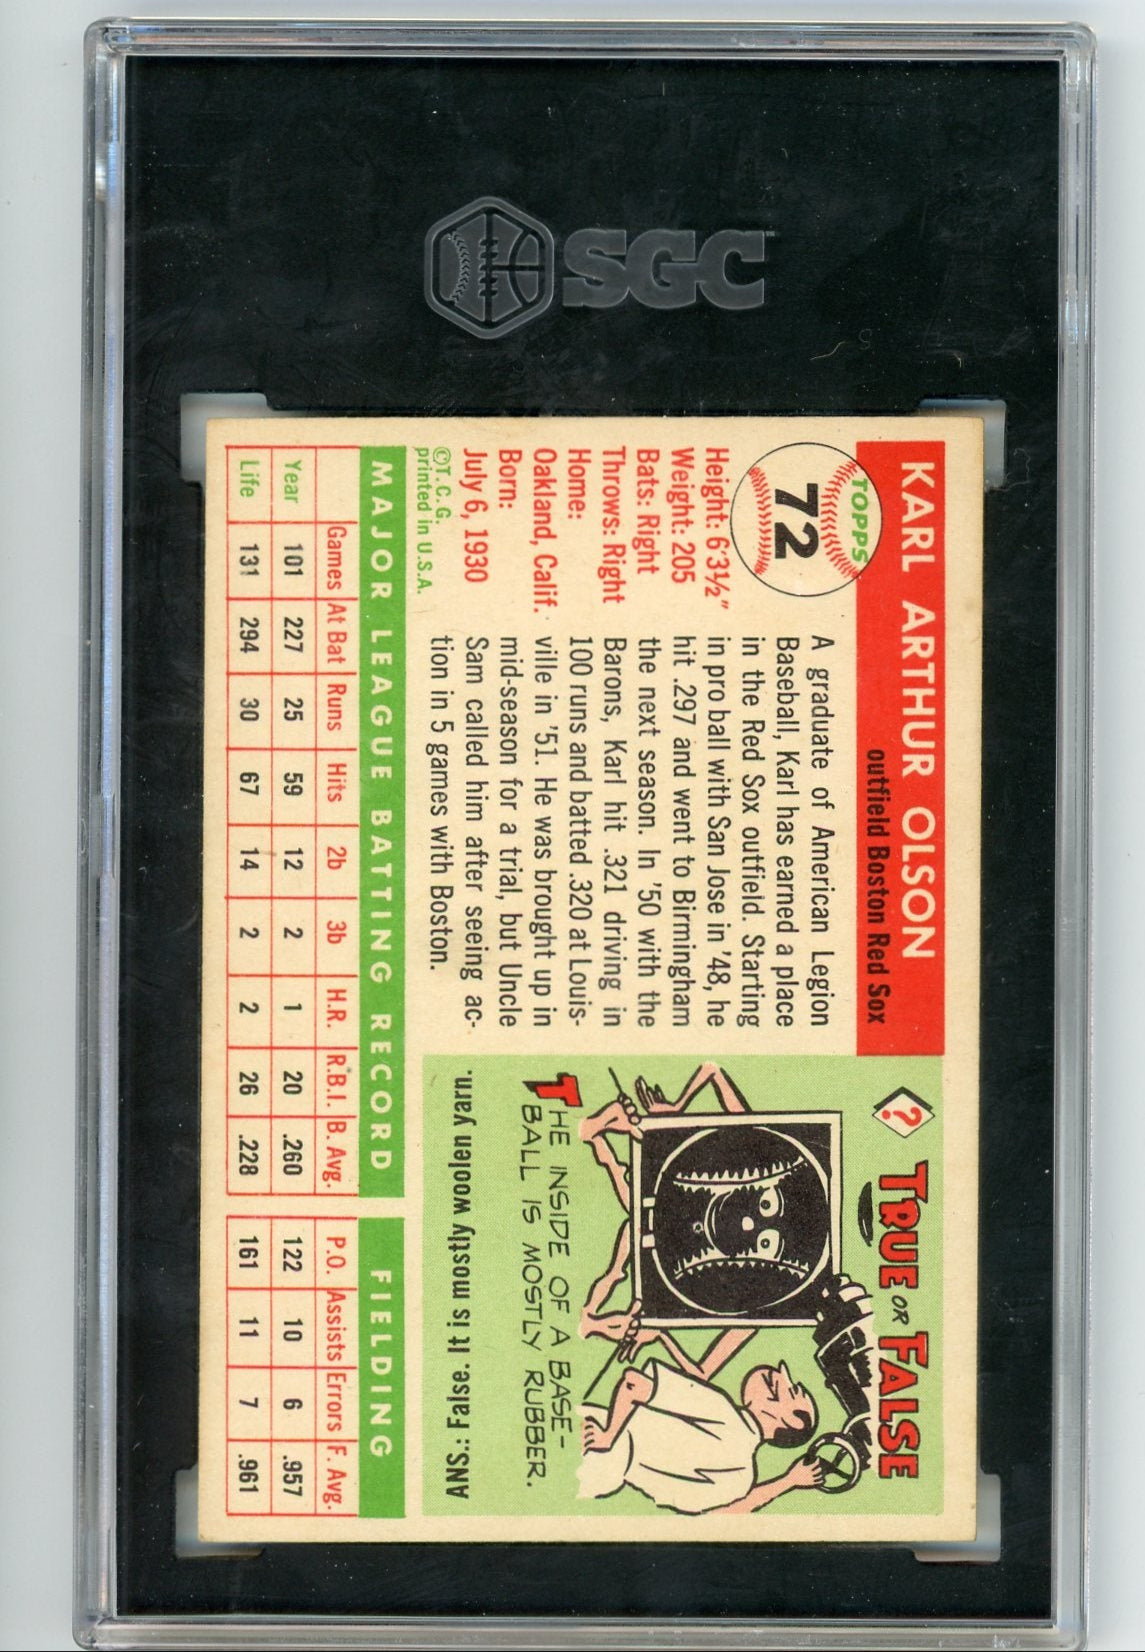 SGC
KARL ARTHUR OLSON
outfield Boston Red Sox
TOPPS
72
Height: 6'3½"
Weight: 205
Bats: Right
Throws: Right
Home:
Oakland, Calif.
Born:
July 6, 1930
©T.C.G.
printed in U.S.A.
A graduate of American Legion
Baseball, Karl has earned a place
in the Red Sox outfield. Starting
in pro ball with San Jose in '48, he
hit .297 and went to Birmingham
the next season. In '50 with the
Barons, Karl hit .321 driving in
100 runs and batted .320 at Louis-
ville in '51. He was brought up in
mid-season for a trial, but Uncle
Sam called him after seeing ac-
tion in 5 games with Boston.
?
TRUE OR FALSE
THE INSIDE OF A BASE-
BALL IS MOSTLY RUBBER.
ANS.: False. It is mostly woolen yarn.
MAJOR LEAGUE BATTING RECORD
Games At Bat Runs Hits 2b 3b H.R. R.B.I. B. Avg.
Year 101 227 25 59 12 2 1 20 .260
Life 131 294 30 67 14 2 2 26 .228
FIELDING
P.O. Assists Errors F. Avg.
122 10 6 .957
161 11 7 .961